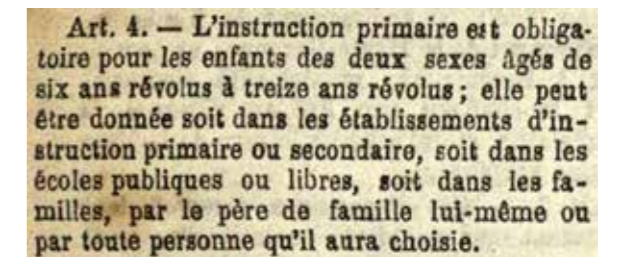 Art. 4. — L'instruction primaire est obliga-
toire pour les enfants des deux sexes âgés de
six ans révolus à treize ans révolus ; elle peut
être donnée soit dans les établissements d'in-
struction primaire ou secondaire, soit dans les
écoles publiques ou libres, soit dans les fa-
milles, par le père de famille lui-même ou
par toute personne qu'il aura choisie.